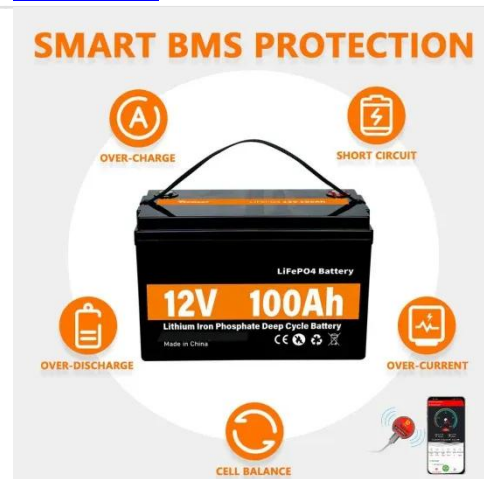 SMART BMS PROTECTION
OVER-CHARGE
SHORT CIRCUIT
LiFePO4 Battery
12V 100Ah
Lithium Iron Phosphate Deep Cycle Battery
Made in China
CE
OVER-DISCHARGE
OVER-CURRENT
CELL BALANCE